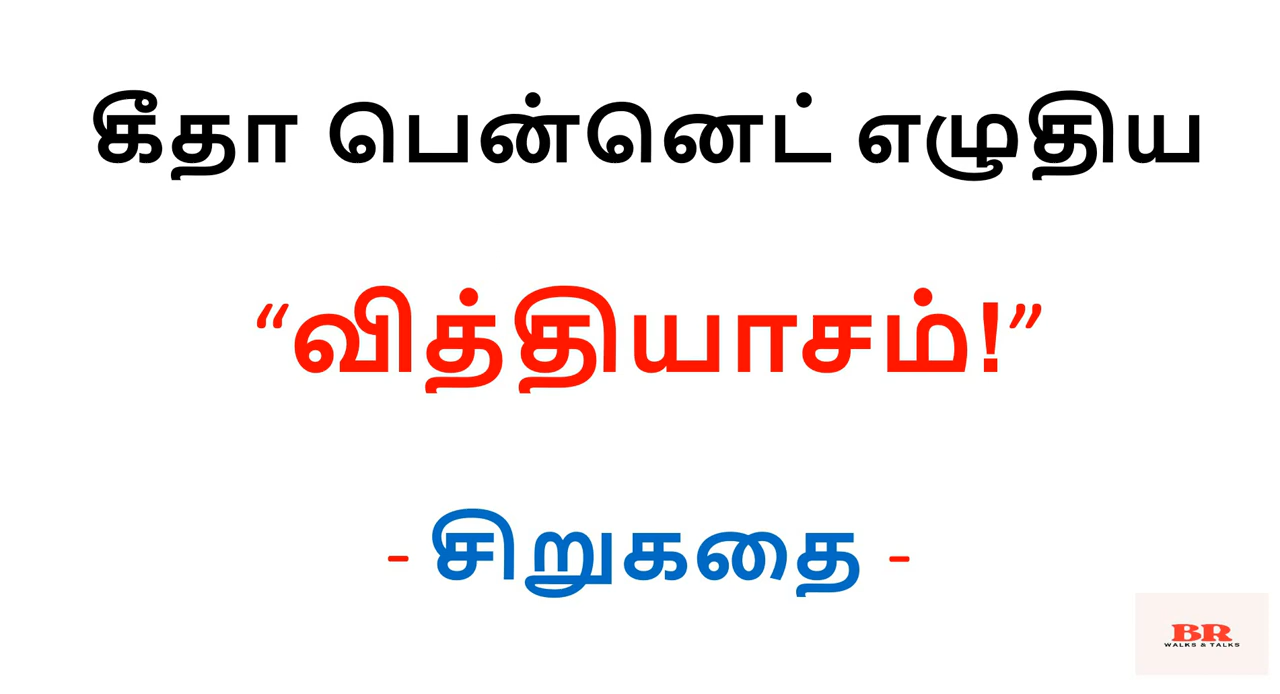 கீதா பென்னெட் எழுதிய
“வித்தியாசம்!”
- சிறுகதை -
BR
WALKS & TALKS